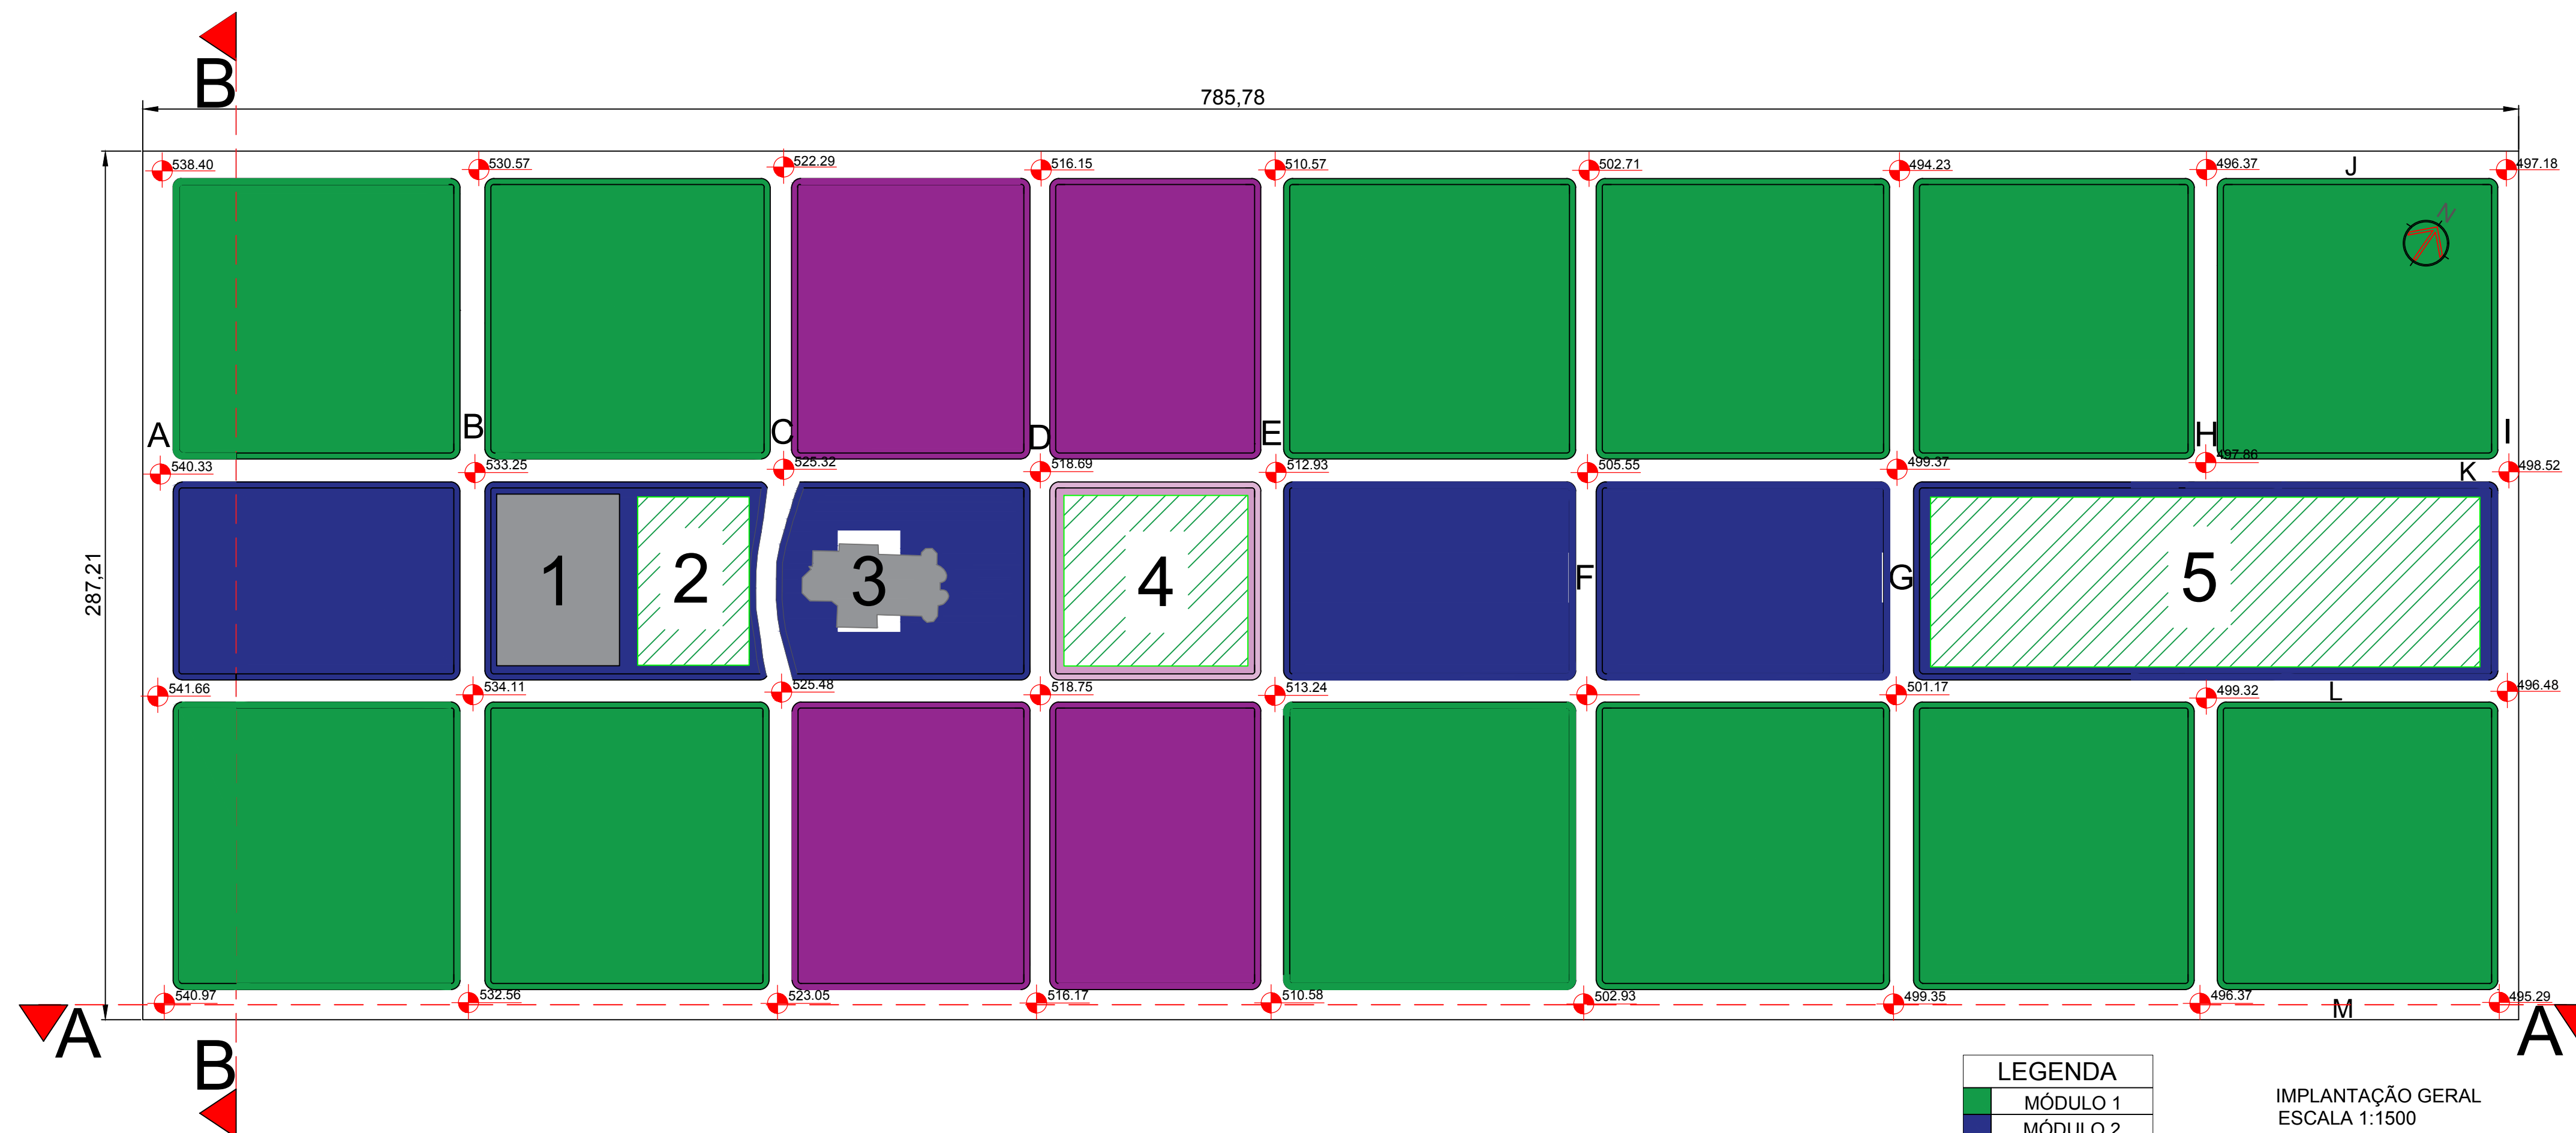 B
785,78
538.40
530.57
522.29
516.15
510.57
502.71
494.23
496.37
J
497.18
N
287,21
A
B
C
D
E
H
I
540.33
533.25
525.32
518.69
512.93
505.55
499.37
497.86
K
498.52
1
2
3
4
F
G
5
541.66
534.11
525.48
518.75
513.24
501.17
499.32
L
496.48
540.97
532.56
523.05
516.17
510.58
502.93
499.35
496.37
M
495.29
A
A
B
LEGENDA
MÓDULO 1
MÓDULO 2
IMPLANTAÇÃO GERAL
ESCALA 1:1500